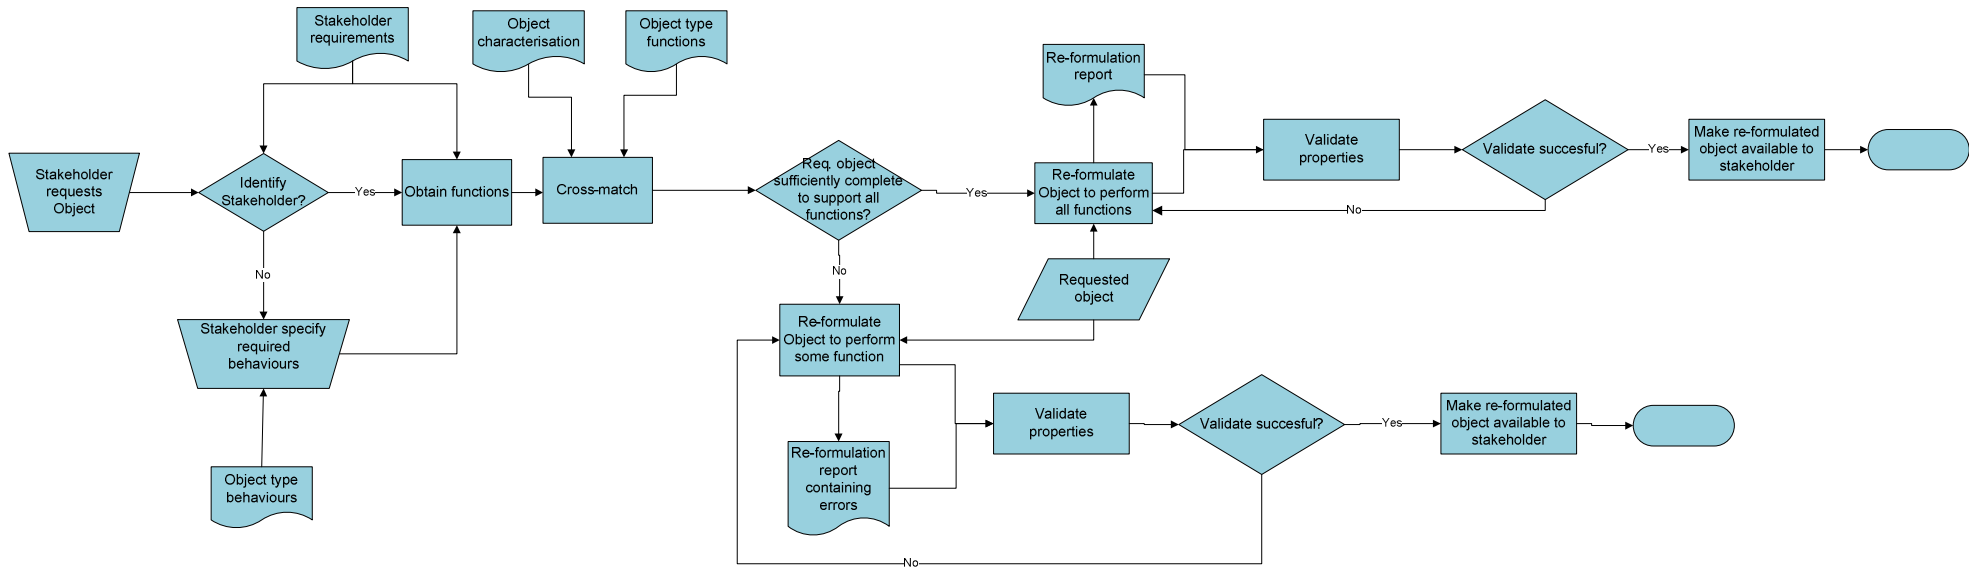 Stakeholder
requirements
Object
characterisation
Object type
functions
Re-formulation
report
Stakeholder
requests
Object
Identify
Stakeholder?
Yes
Obtain functions
Cross-match
Req. object
sufficiently complete
to support all
functions?
Yes
Re-formulate
Object to perform
all functions
Validate
properties
Validate succesful?
Yes
Make re-formulated
object available to
stakeholder
No
No
No
Requested
object
Stakeholder specify
required
behaviours
Re-formulate
Object to perform
some function
Object type
behaviours
Re-formulation
report
containing
errors
Validate
properties
Validate succesful?
Yes
Make re-formulated
object available to
stakeholder
No